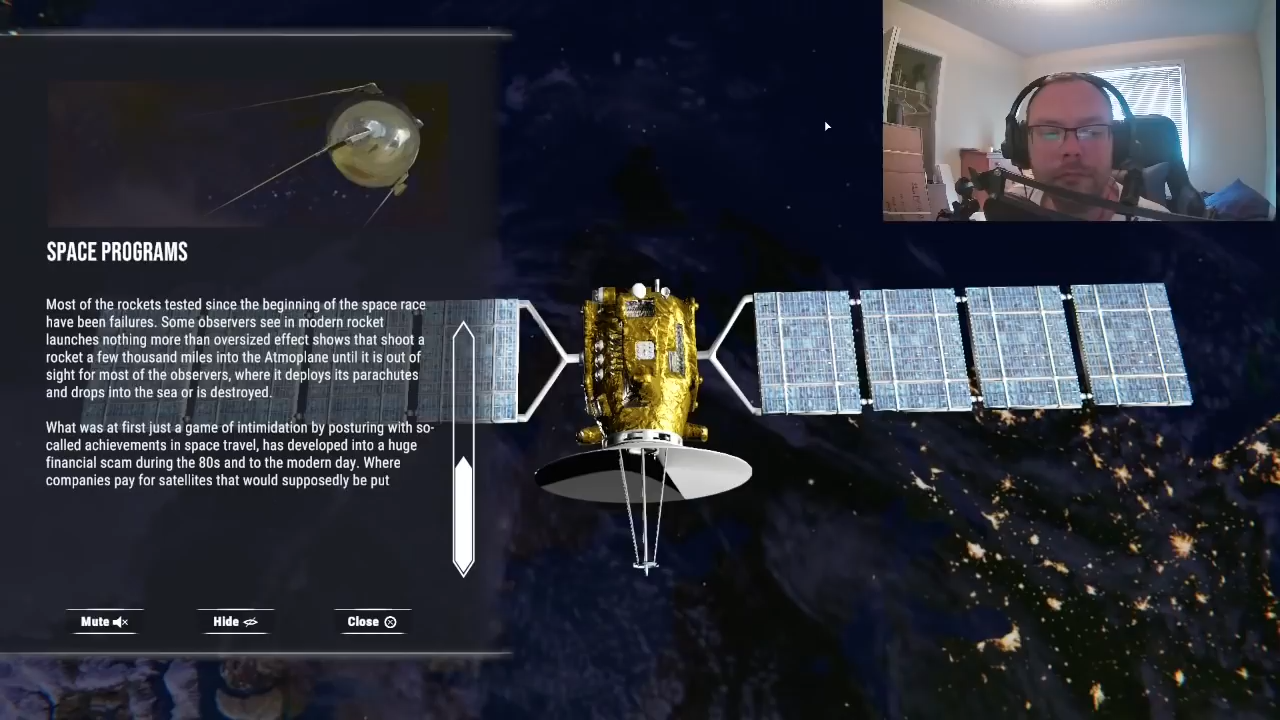 SPACE PROGRAMS
Most of the rockets tested since the beginning of the space race
have been failures. Some observers see in modern rocket
launches nothing more than oversized effect shows that shoot a
rocket a few thousand miles into the Atmoplane until it is out of
sight for most of the observers, where it deploys its parachutes
and drops into the sea or is destroyed.
What was at first just a game of intimidation by posturing with so-
called achievements in space travel, has developed into a huge
financial scam during the 80s and to the modern day. Where
companies pay for satellites that would supposedly be put
Mute
Hide
Close